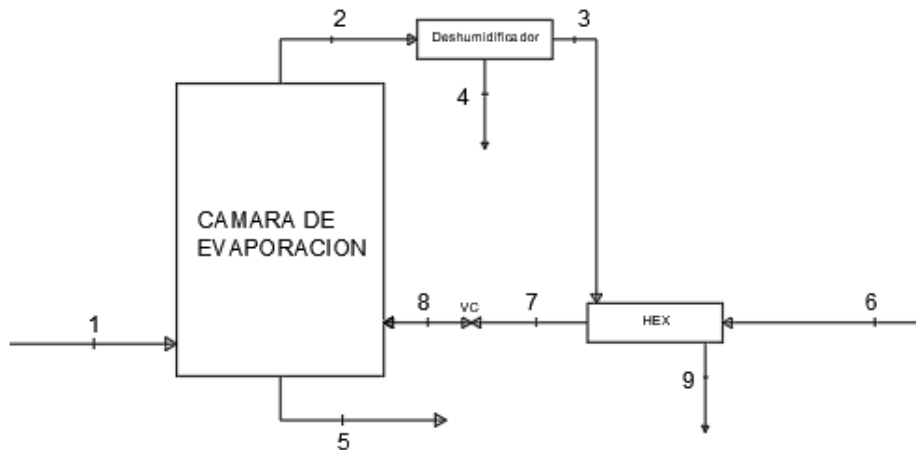 2
3
Deshumidificador
4
CAMARA DE
EVAPORACION
1
8
VC
7
HEX
6
9
5